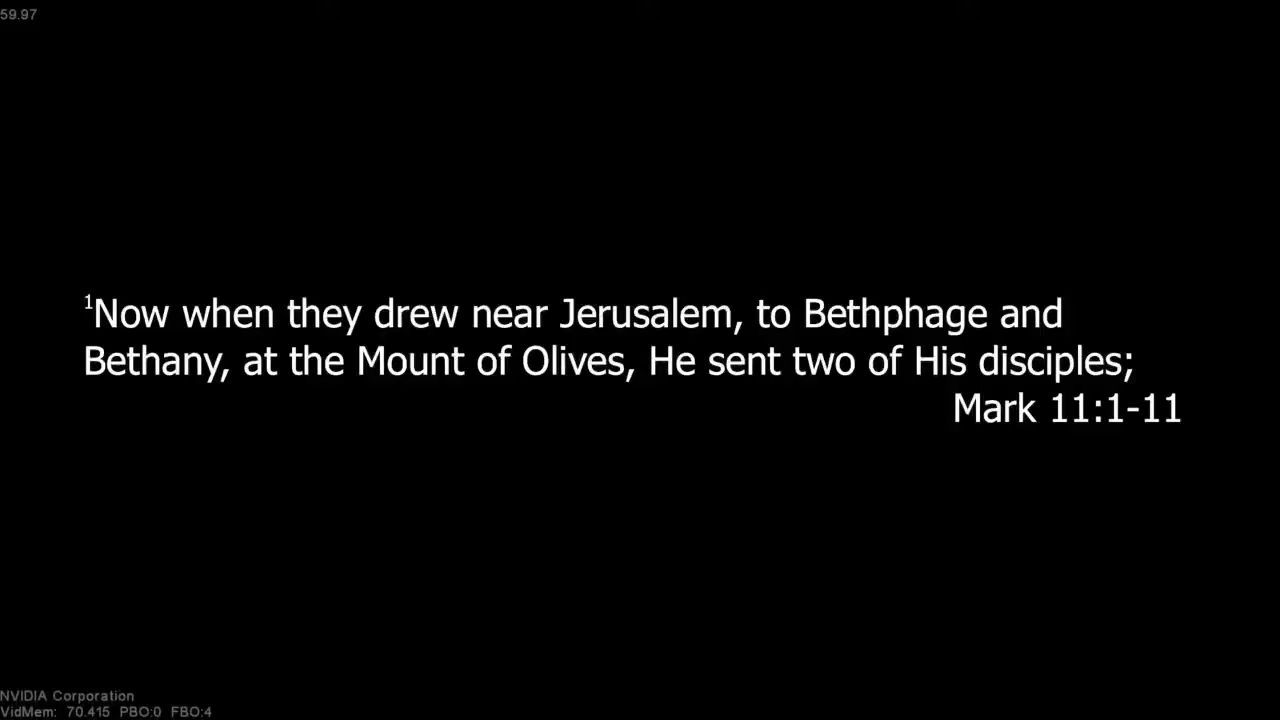 59.97
¹Now when they drew near Jerusalem, to Bethphage and
Bethany, at the Mount of Olives, He sent two of His disciples;
Mark 11:1-11
NVIDIA Corporation
VidMem: 70.415 PBO:0 FBO:4